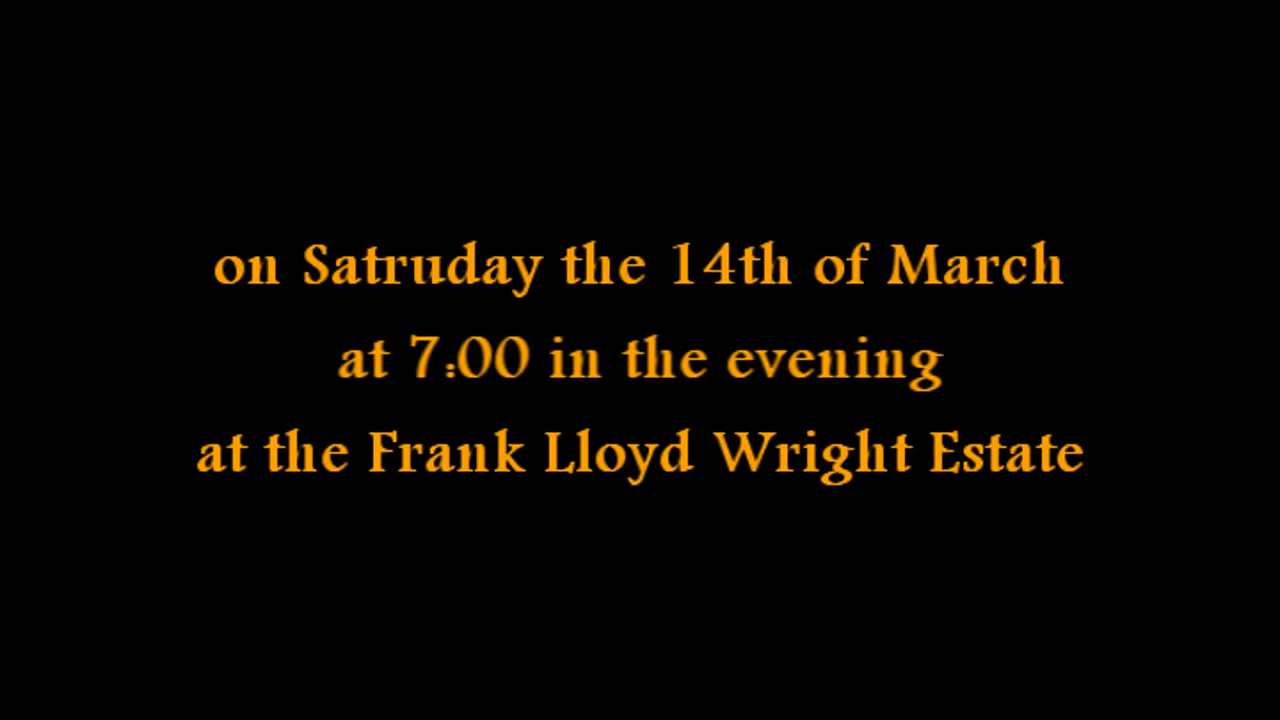 on Satruday the 14th of March
at 7:00 in the evening
at the Frank Lloyd Wright Estate